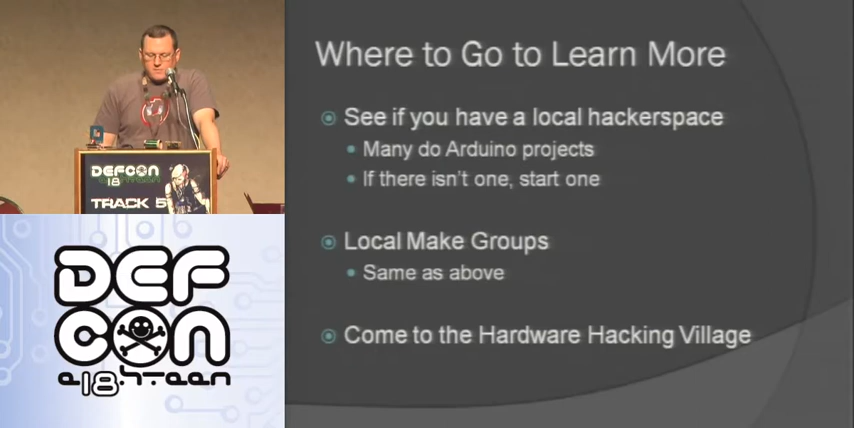 DEFCON
18
TRACK 5
DEF
CON
e18hteen
Where to Go to Learn More
See if you have a local hackerspace
Many do Arduino projects
If there isn't one, start one
Local Make Groups
Same as above
Come to the Hardware Hacking Village